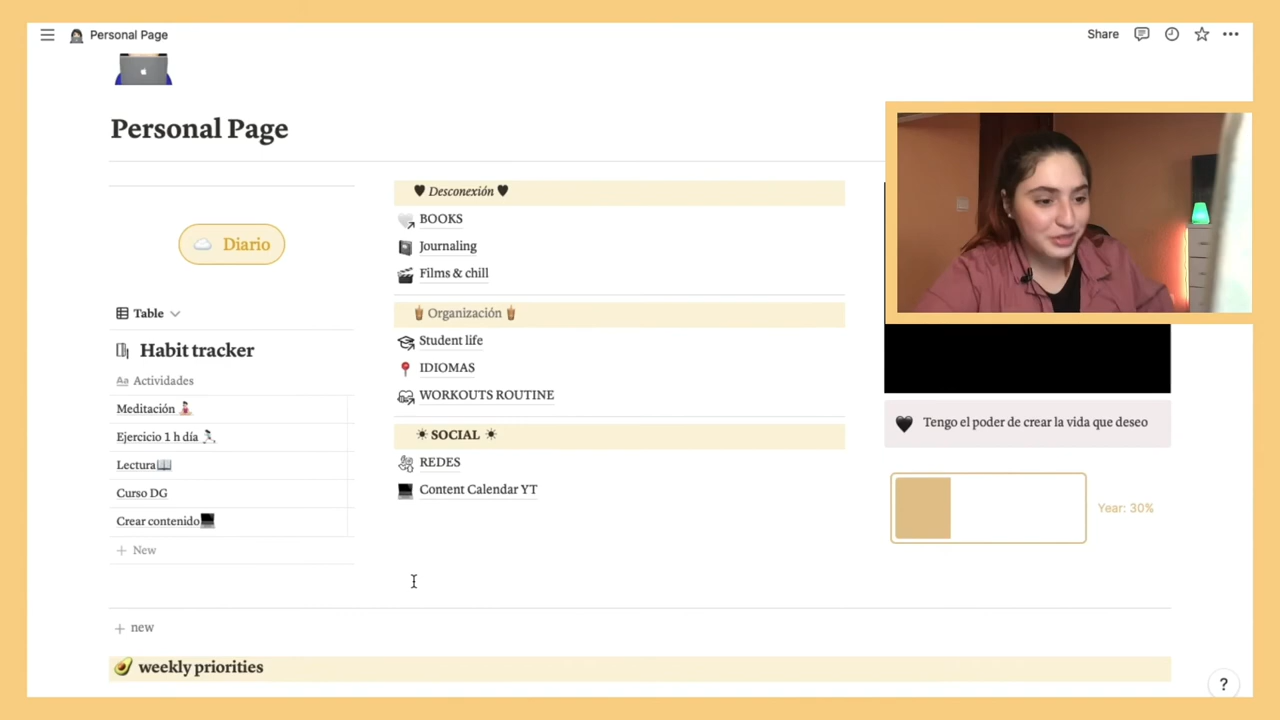 Personal Page
Share
Personal Page
Diario
Table
Habit tracker
Aa Actividades
Meditación
Ejercicio 1 h día
Lectura
Curso DG
Crear contenido
+ New
♥ Desconexión ♥
BOOKS
Journaling
Films & chill
Organización
Student life
IDIOMAS
WORKOUTS ROUTINE
☀ SOCIAL ☀
REDES
Content Calendar YT
Tengo el poder de crear la vida que deseo
Year: 30%
+ new
weekly priorities
?